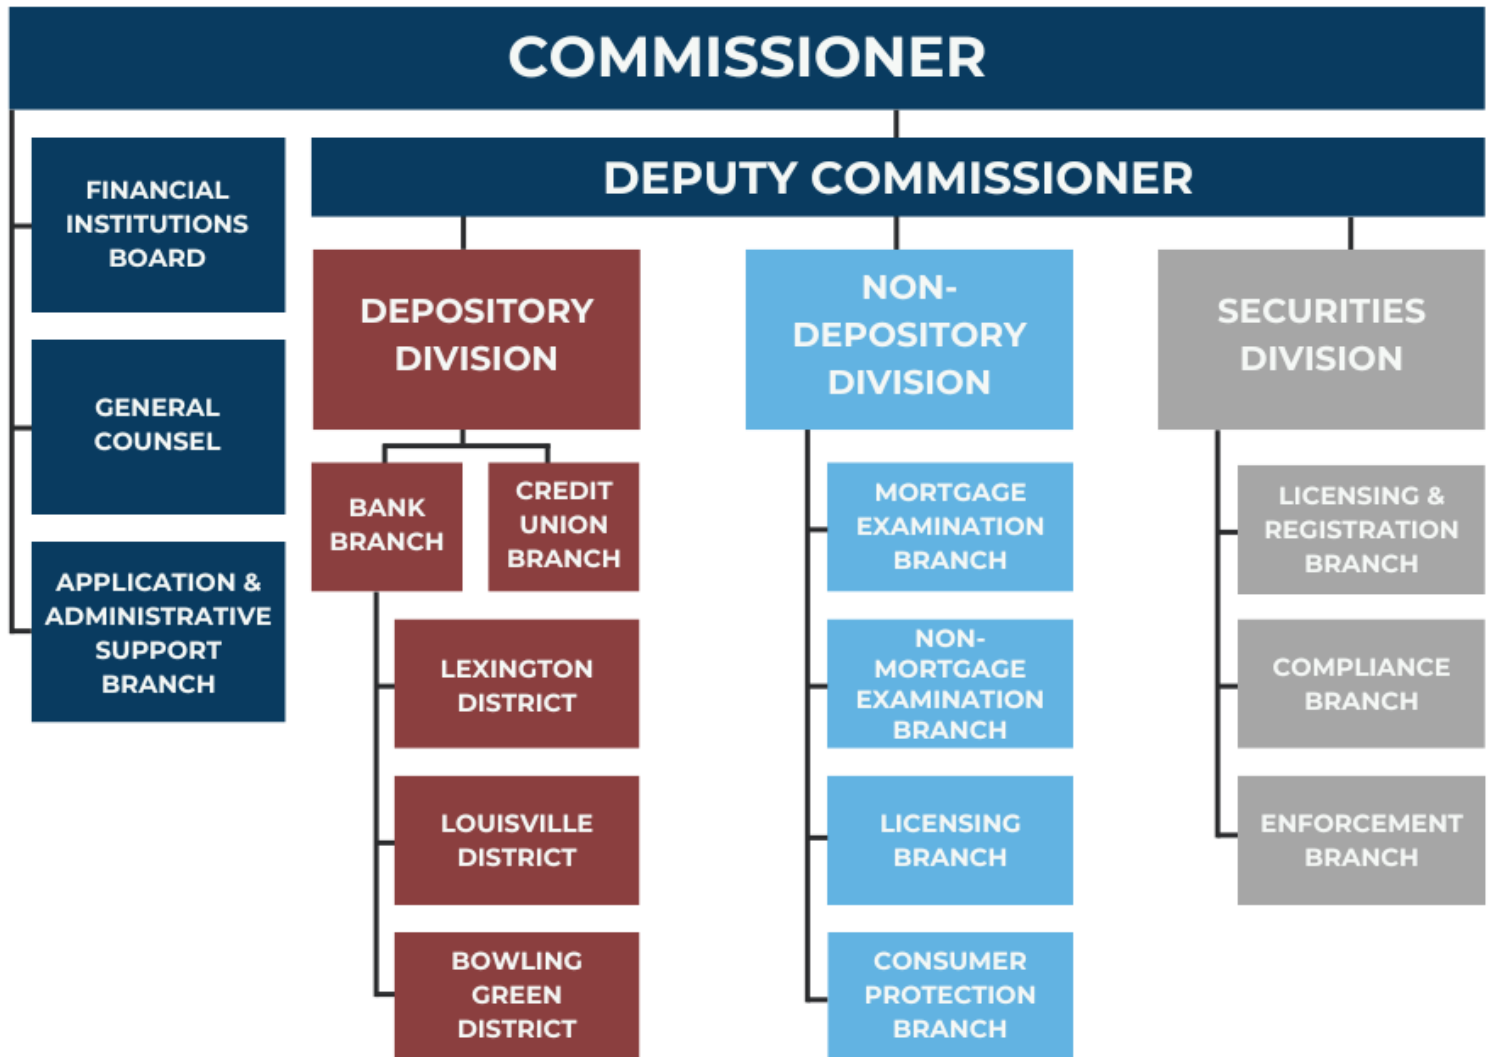 COMMISSIONER
DEPUTY COMMISSIONER
FINANCIAL
INSTITUTIONS
BOARD
GENERAL
COUNSEL
APPLICATION &
ADMINISTRATIVE
SUPPORT
BRANCH
DEPOSITORY
DIVISION
BANK
BRANCH
CREDIT
UNION
BRANCH
LEXINGTON
DISTRICT
LOUISVILLE
DISTRICT
BOWLING
GREEN
DISTRICT
NON-
DEPOSITORY
DIVISION
MORTGAGE
EXAMINATION
BRANCH
NON-
MORTGAGE
EXAMINATION
BRANCH
LICENSING
BRANCH
CONSUMER
PROTECTION
BRANCH
SECURITIES
DIVISION
LICENSING &
REGISTRATION
BRANCH
COMPLIANCE
BRANCH
ENFORCEMENT
BRANCH